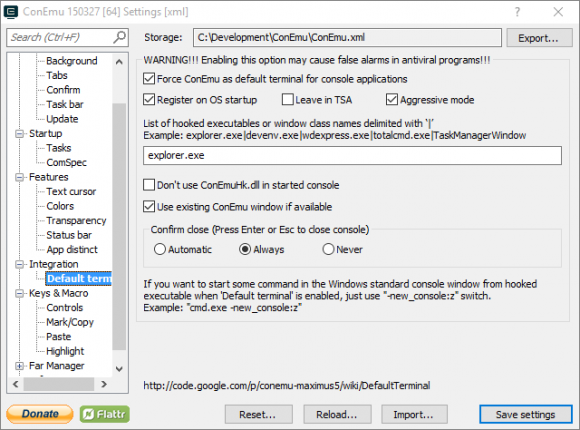 ConEmu 150327 [64] Settings [xml]
Search (Ctrl+F)
Storage:
C:\Development\ConEmu\ConEmu.xml
Export...
Background
Tabs
Confirm
Task bar
Update
Startup
Tasks
ComSpec
Features
Text cursor
Colors
Transparency
Status bar
App distinct
Integration
Default term
Keys & Macro
Controls
Mark/Copy
Paste
Highlight
Far Manager
WARNING!!! Enabling this option may cause false alarms in antiviral programs!!!
Force ConEmu as default terminal for console applications
Register on OS startup
Leave in TSA
Aggressive mode
List of hooked executables or window class names delimited with '|'
Example: explorer.exe|devenv.exe|wdexpress.exe|totalcmd.exe|TaskManagerWindow
explorer.exe
Don't use ConEmuHk.dll in started console
Use existing ConEmu window if available
Confirm close (Press Enter or Esc to close console)
Automatic
Always
Never
If you want to start some command in the Windows standard console window from hooked
executable when 'Default terminal' is enabled, just use "-new_console:z" switch.
Example: "cmd.exe -new_console:z"
http://code.google.com/p/conemu-maximus5/wiki/DefaultTerminal
Donate
Flattr
Reset...
Reload...
Import...
Save settings